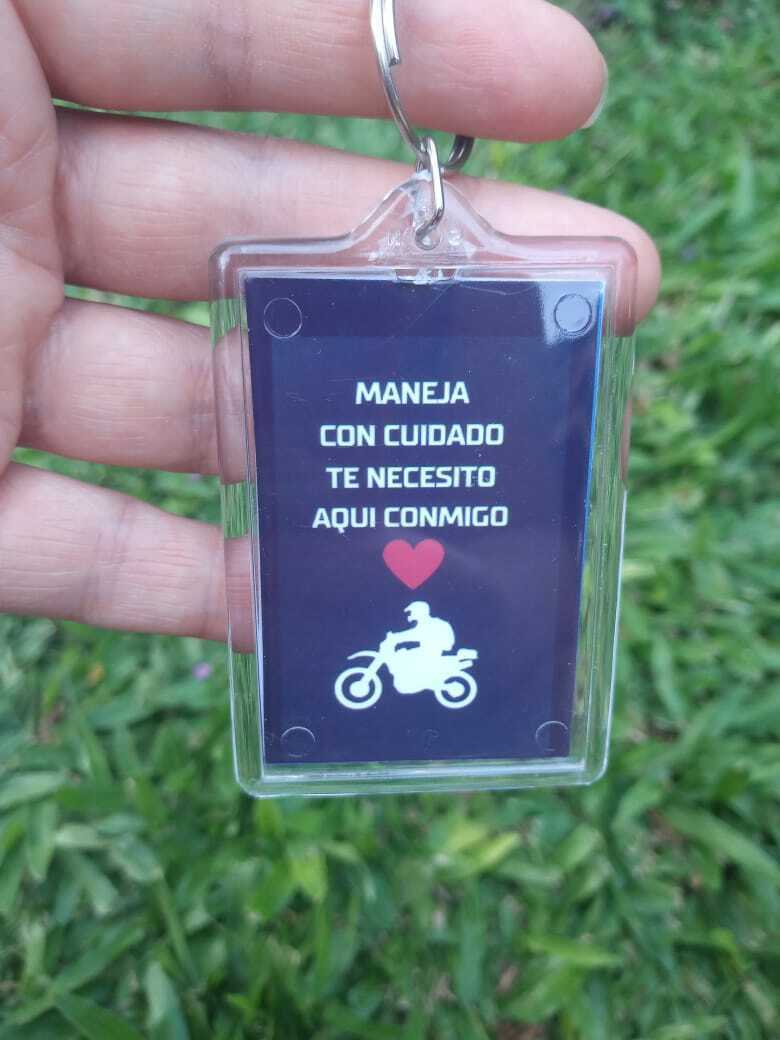 MANEJA
CON CUIDADO
TE NECESITO
AQUI CONMIGO